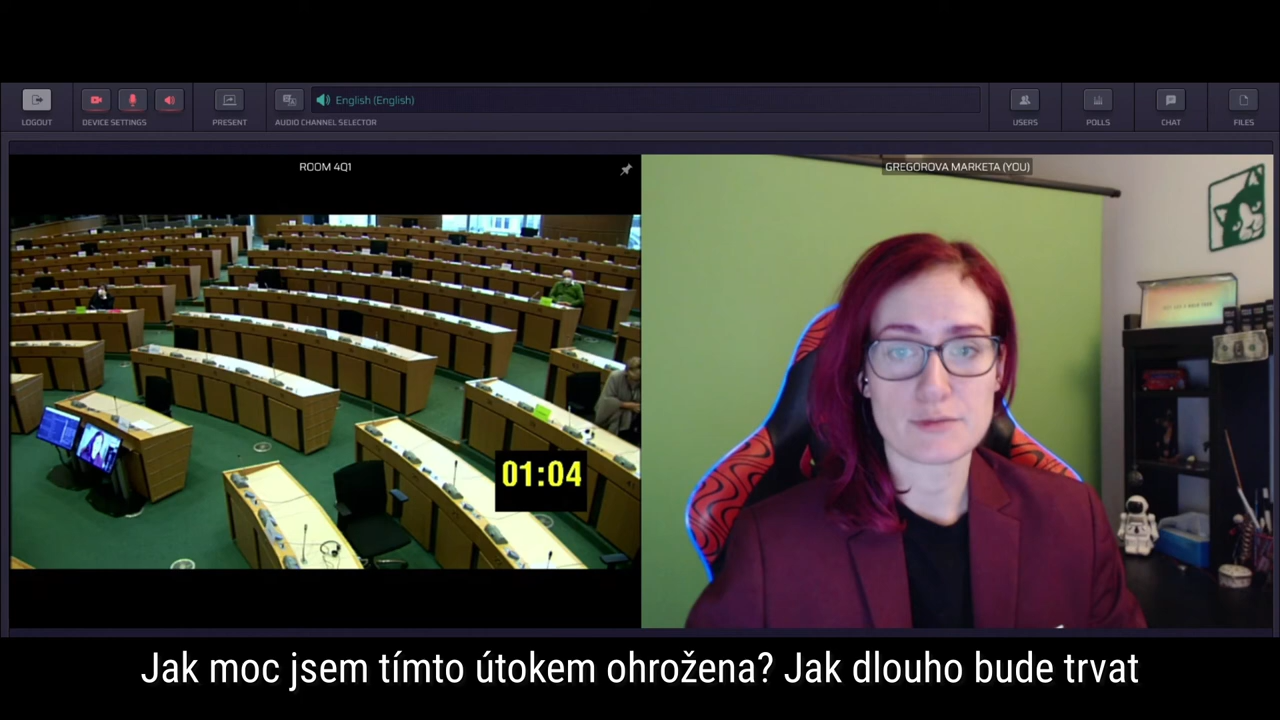 English (English)
LOGOUT
DEVICE SETTINGS
PRESENT
AUDIO CHANNEL SELECTOR
USERS
POLLS
CHAT
FILES
ROOM 4Q1
GREGOROVA MARKETA (YOU)
01:04
Jak moc jsem tímto útokem ohrožena? Jak dlouho bude trvat